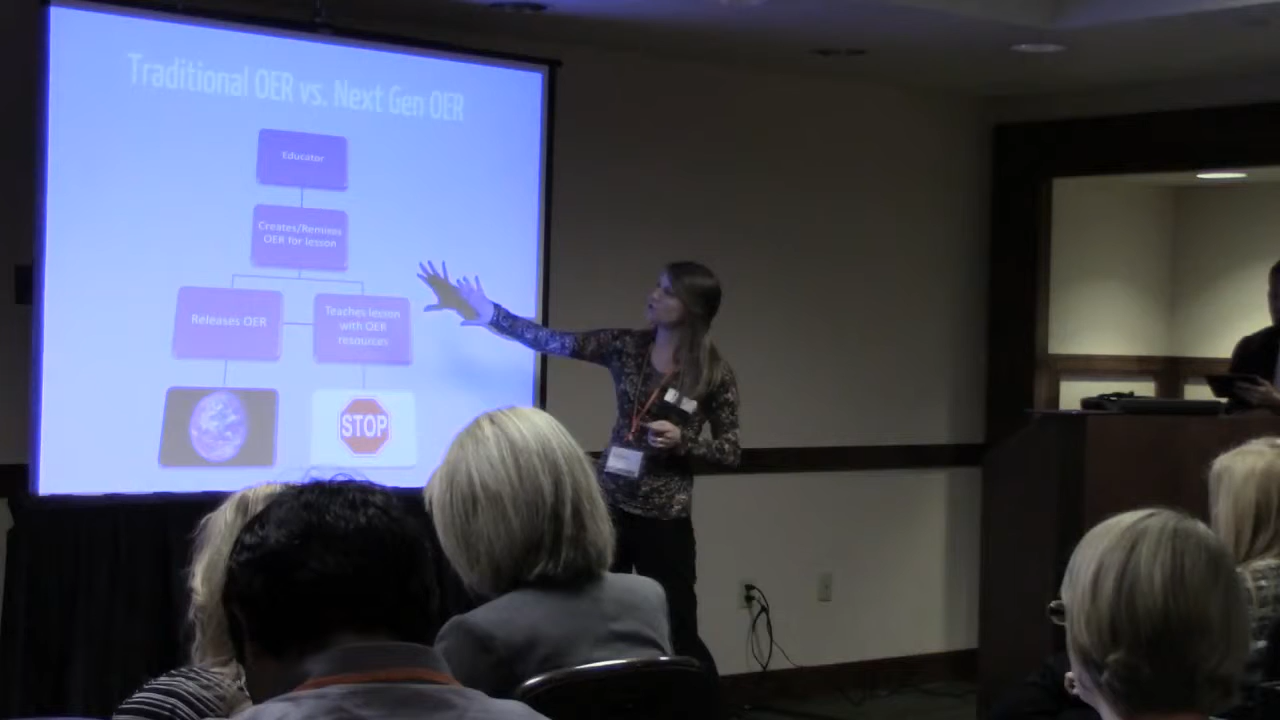 Traditional OER vs. Next Gen OER
Educator
Creates/Remixes
OER for lesson
Releases OER
Teaches lesson
with OER
resources
STOP